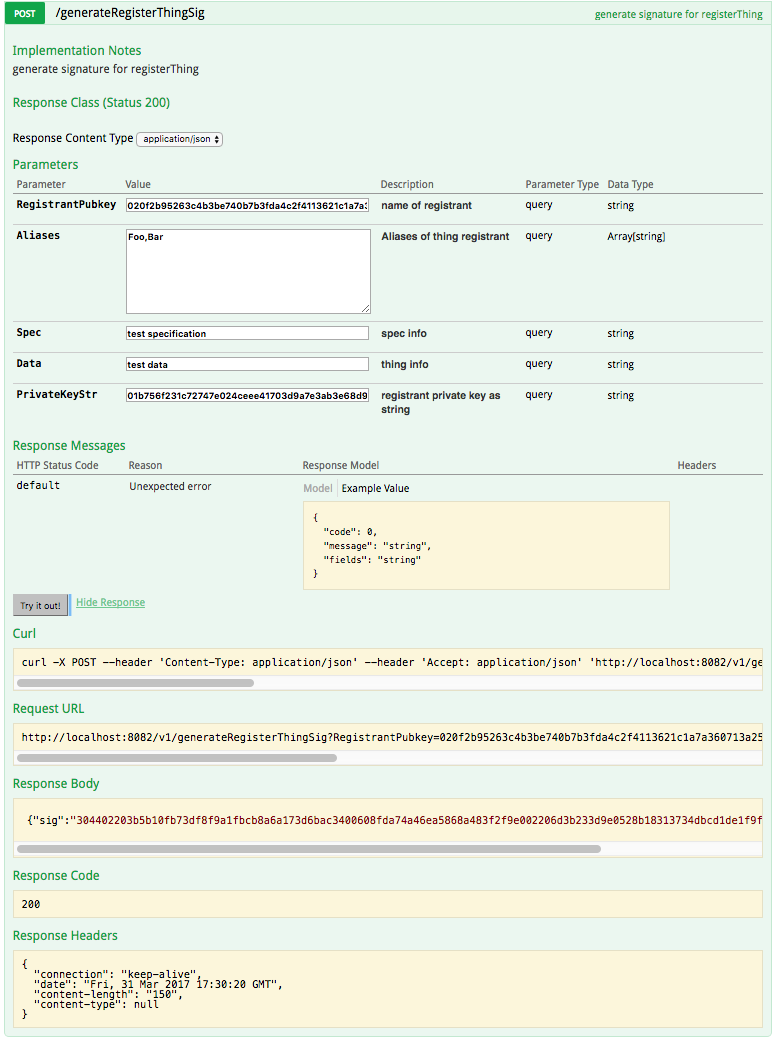 POST /generateRegisterThingSig generate signature for registerThing
Implementation Notes
generate signature for registerThing
Response Class (Status 200)
Response Content Type application/json
Parameters
Parameter Value Description Parameter Type Data Type
RegistrantPubkey 020f2b95263c4b3be740b7b3fda4c2f4113621c1a7a3 name of registrant query string
Aliases Foo,Bar Aliases of thing registrant query Array[string]
Spec test specification spec info query string
Data test data thing info query string
PrivateKeyStr 01b756f231c72747e024ceee41703d9a7e3ab3e68d9 registrant private key as query string
string
Response Messages
HTTP Status Code Reason Response Model Headers
default Unexpected error Model Example Value
{
"code": 0,
"message": "string",
"fields": "string"
}
Try it out! Hide Response
Curl
curl -X POST --header 'Content-Type: application/json' --header 'Accept: application/json' 'http://localhost:8082/v1/ge
Request URL
http://localhost:8082/v1/generateRegisterThingSig?RegistrantPubkey=020f2b95263c4b3be740b7b3fda4c2f4113621c1a7a360713a25
Response Body
{"sig":"304402203b5b10fb73df8f9a1fbcb8a6a173d6bac3400608fda74a46ea5868a483f2f9e002206d3b233d9e0528b18313734dbcd1de1f9f
Response Code
200
Response Headers
{
"connection": "keep-alive",
"date": "Fri, 31 Mar 2017 17:30:20 GMT",
"content-length": "150",
"content-type": null
}